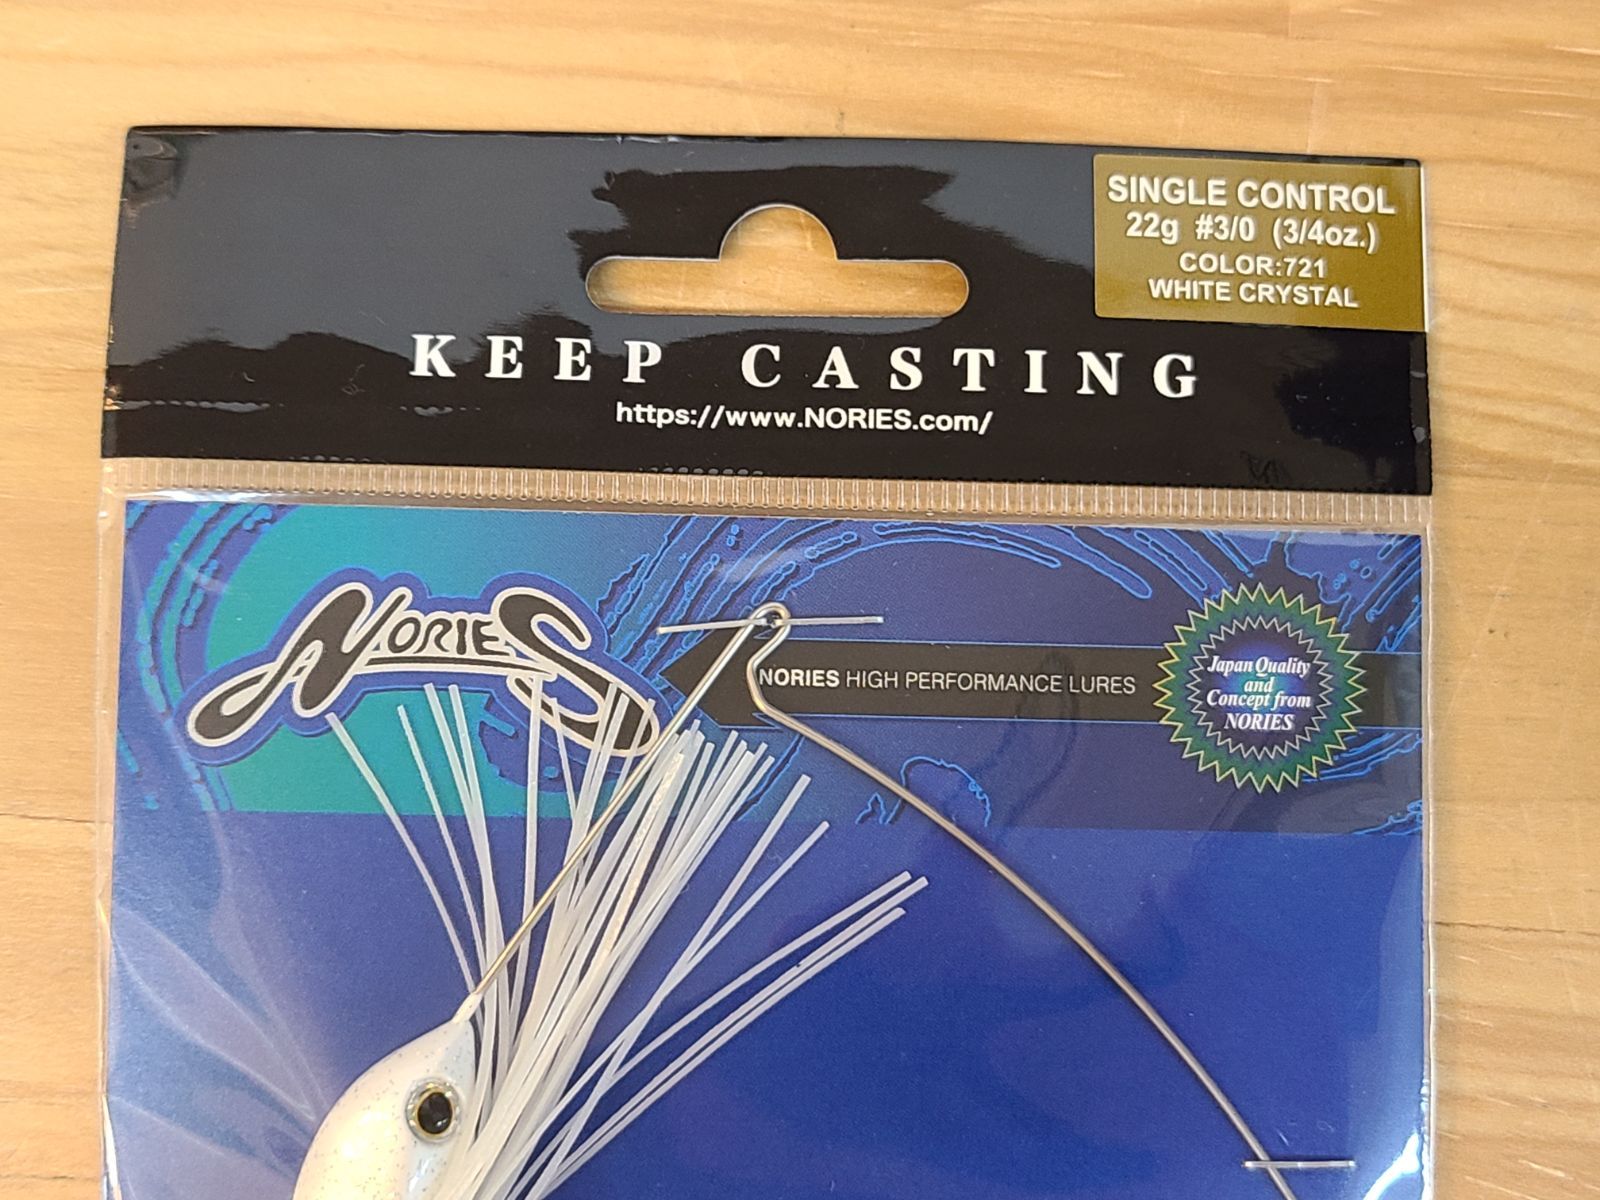 SINGLE CONTROL
22g #3/0 (3/4oz.)
COLOR:721
WHITE CRYSTAL
KEEP CASTING
https://www.NORIES.com/
NORIES
NORIES HIGH PERFORMANCE LURES
Japan Quality
and
Concept from
NORIES